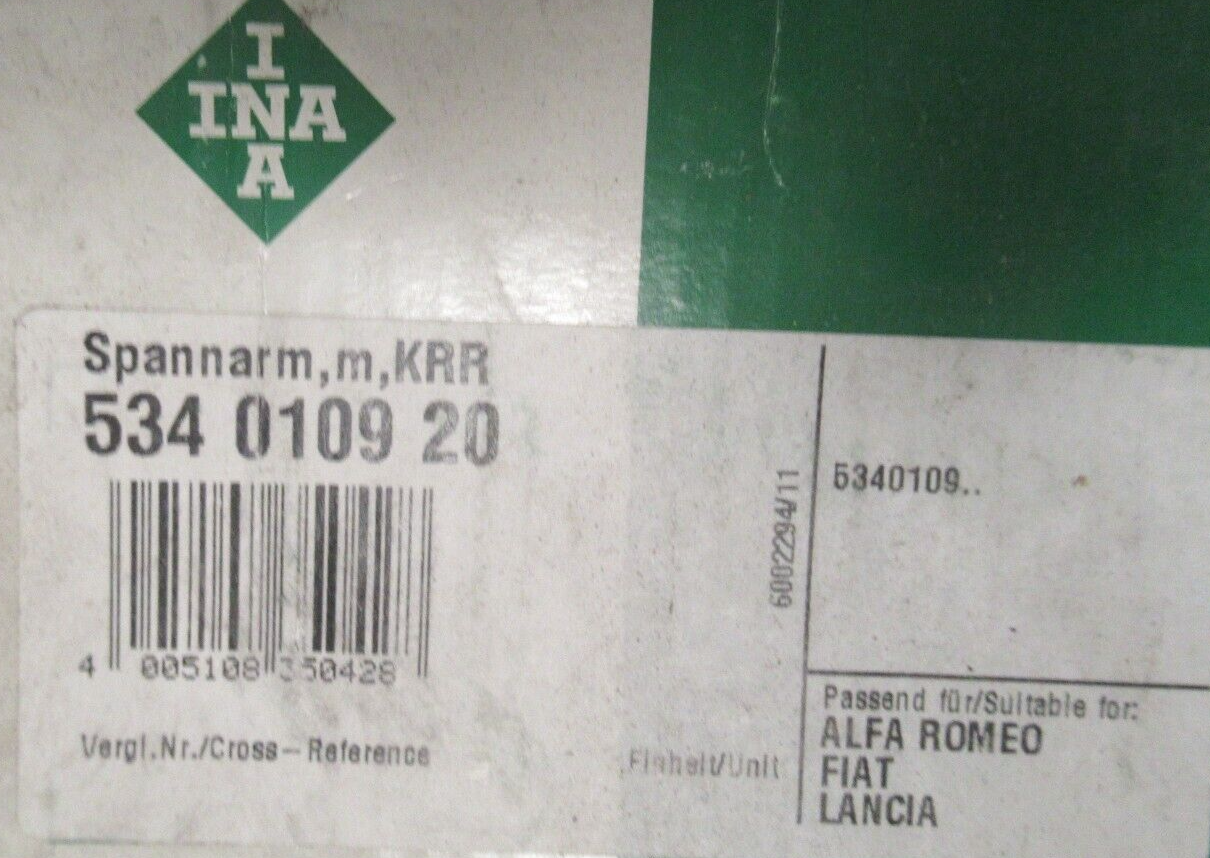 I
INA
A
Spannarm,m,KRR
534 0109 20
4 005108 350428
Vergl.Nr./Cross-Reference
Einheit/Unit
6002294/11
5340109..
Passend für/Suitable for:
ALFA ROMEO
FIAT
LANCIA